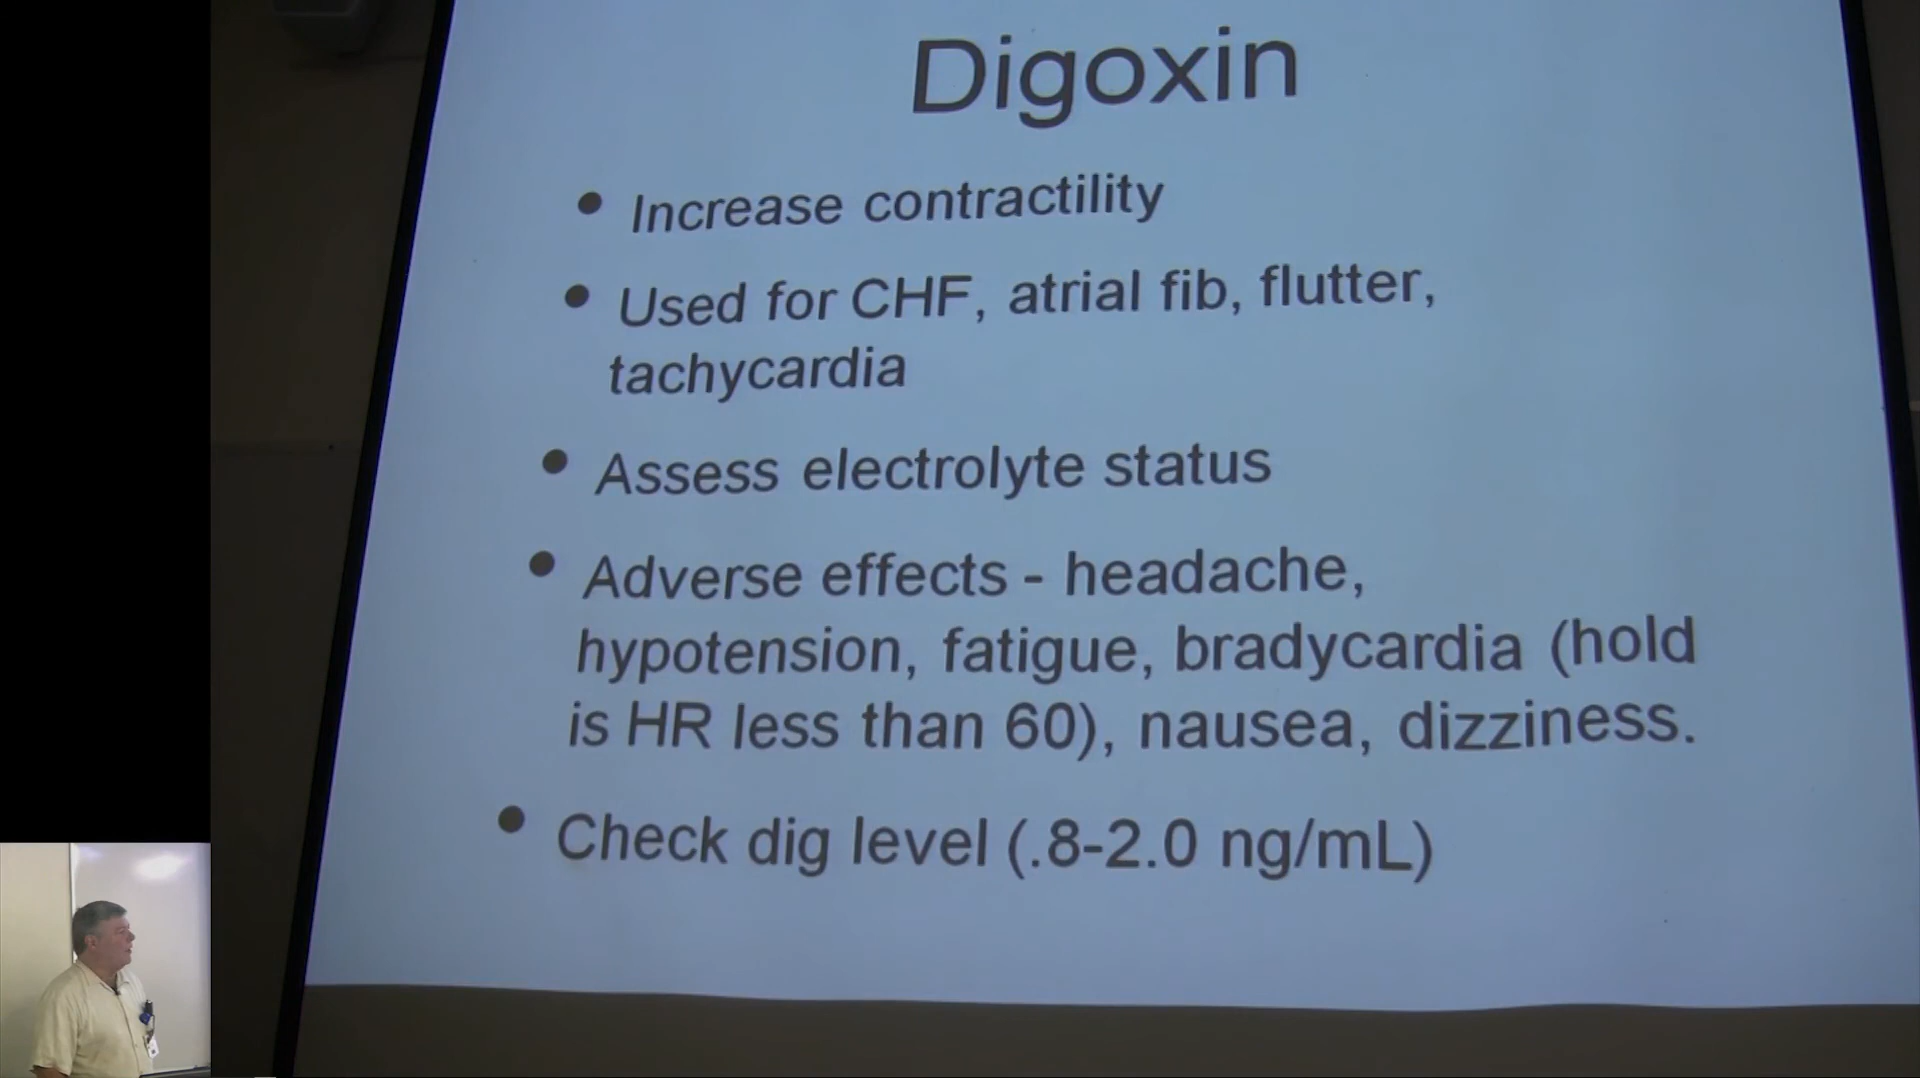 Digoxin
• Increase contractility
• Used for CHF, atrial fib, flutter,
tachycardia
• Assess electrolyte status
• Adverse effects - headache,
hypotension, fatigue, bradycardia (hold
is HR less than 60), nausea, dizziness.
• Check dig level (.8-2.0 ng/mL)